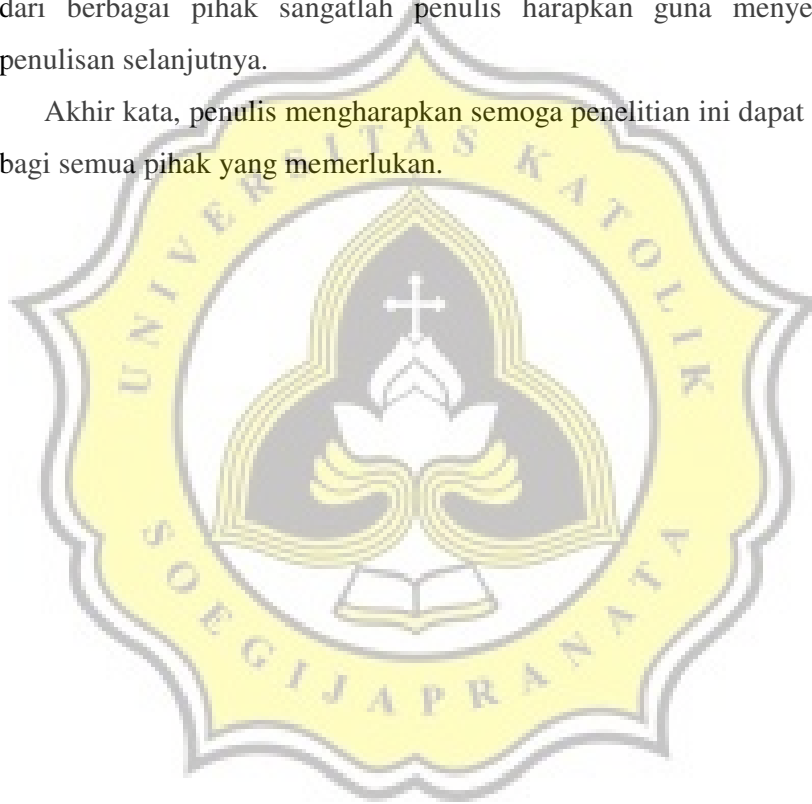 dari berbagai pihak sangatlah penulis harapkan guna menye
penulisan selanjutnya.
Akhir kata, penulis mengharapkan semoga penelitian ini dapat
bagi semua pihak yang memerlukan.
UNIVERSITAS KATOLIK
SOEGIJAPRANATA